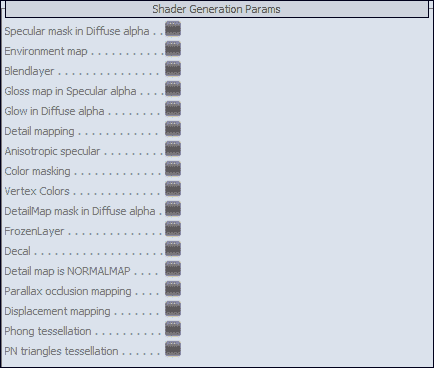 Shader Generation Params
Specular mask in Diffuse alpha . .
Environment map . . . . . . . . . .
Blendlayer . . . . . . . . . . . . . . .
Gloss map in Specular alpha . . . .
Glow in Diffuse alpha . . . . . . . .
Detail mapping . . . . . . . . . . . .
Anisotropic specular . . . . . . . . .
Color masking . . . . . . . . . . . . .
Vertex Colors . . . . . . . . . . . . .
DetailMap mask in Diffuse alpha .
FrozenLayer . . . . . . . . . . . . . .
Decal . . . . . . . . . . . . . . . . . .
Detail map is NORMALMAP . . . .
Parallax occlusion mapping . . . .
Displacement mapping . . . . . . .
Phong tessellation . . . . . . . . . .
PN triangles tessellation . . . . . .